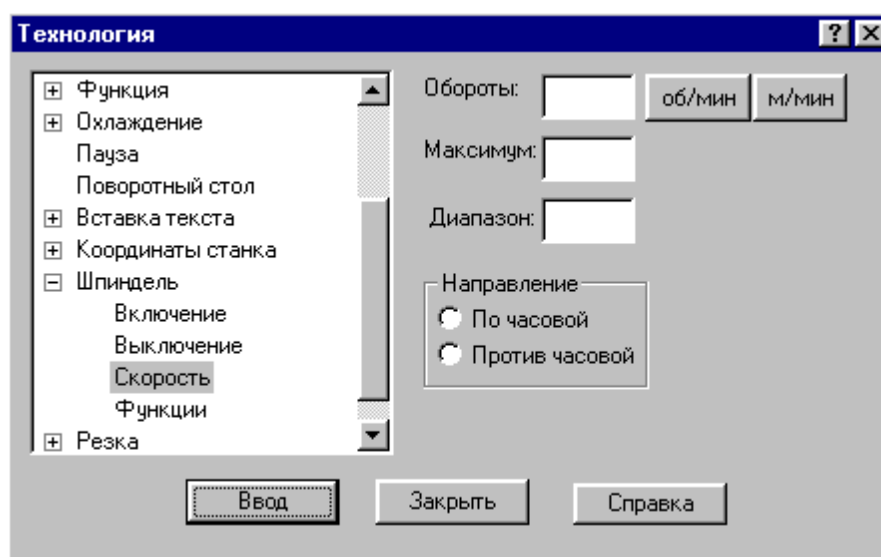 Технология
Функция
Охлаждение
Пауза
Поворотный стол
Вставка текста
Координаты станка
Шпиндель
Включение
Выключение
Скорость
Функции
Резка
Обороты: об/мин м/мин
Максимум:
Диапазон:
Направление
По часовой
Против часовой
Ввод Закрыть Справка